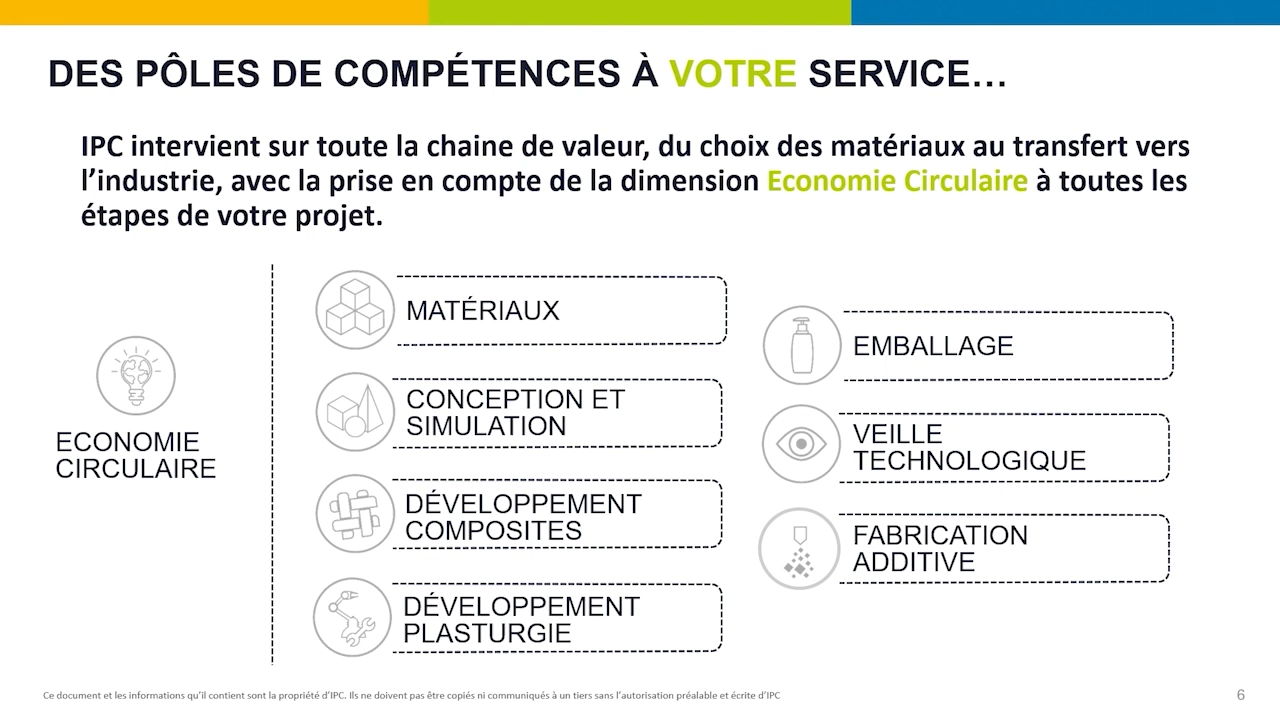 DES PÔLES DE COMPÉTENCES À VOTRE SERVICE…
IPC intervient sur toute la chaine de valeur, du choix des matériaux au transfert vers
l’industrie, avec la prise en compte de la dimension Economie Circulaire à toutes les
étapes de votre projet.
ECONOMIE
CIRCULAIRE
MATÉRIAUX
CONCEPTION ET
SIMULATION
DÉVELOPPEMENT
COMPOSITES
DÉVELOPPEMENT
PLASTURGIE
EMBALLAGE
VEILLE
TECHNOLOGIQUE
FABRICATION
ADDITIVE
Ce document et les informations qu’il contient sont la propriété d’IPC. Ils ne doivent pas être copiés ni communiqués à un tiers sans l’autorisation préalable et écrite d’IPC
6